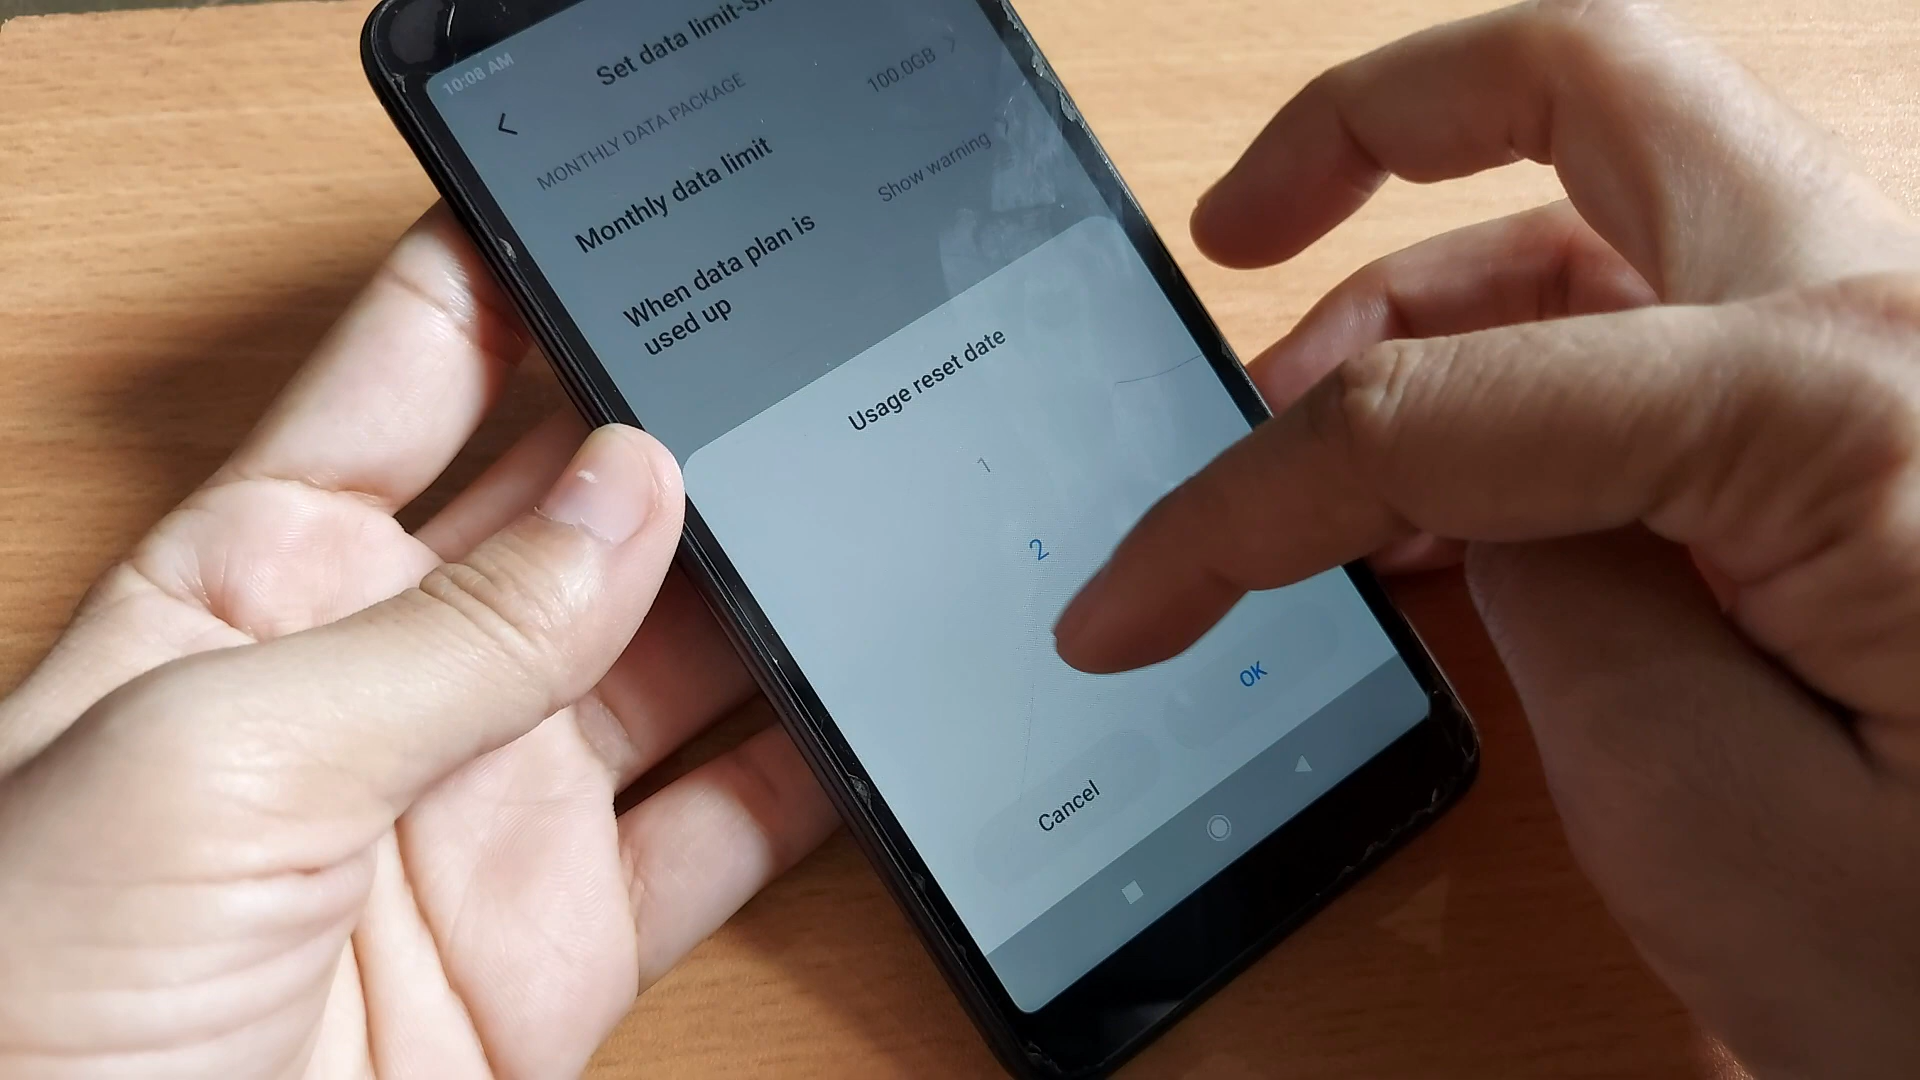 10:08 AM
Set data limit-
MONTHLY DATA PACKAGE
Monthly data limit
100.0GB
When data plan is
used up
Show warning
Usage reset date
1
2
Cancel
OK